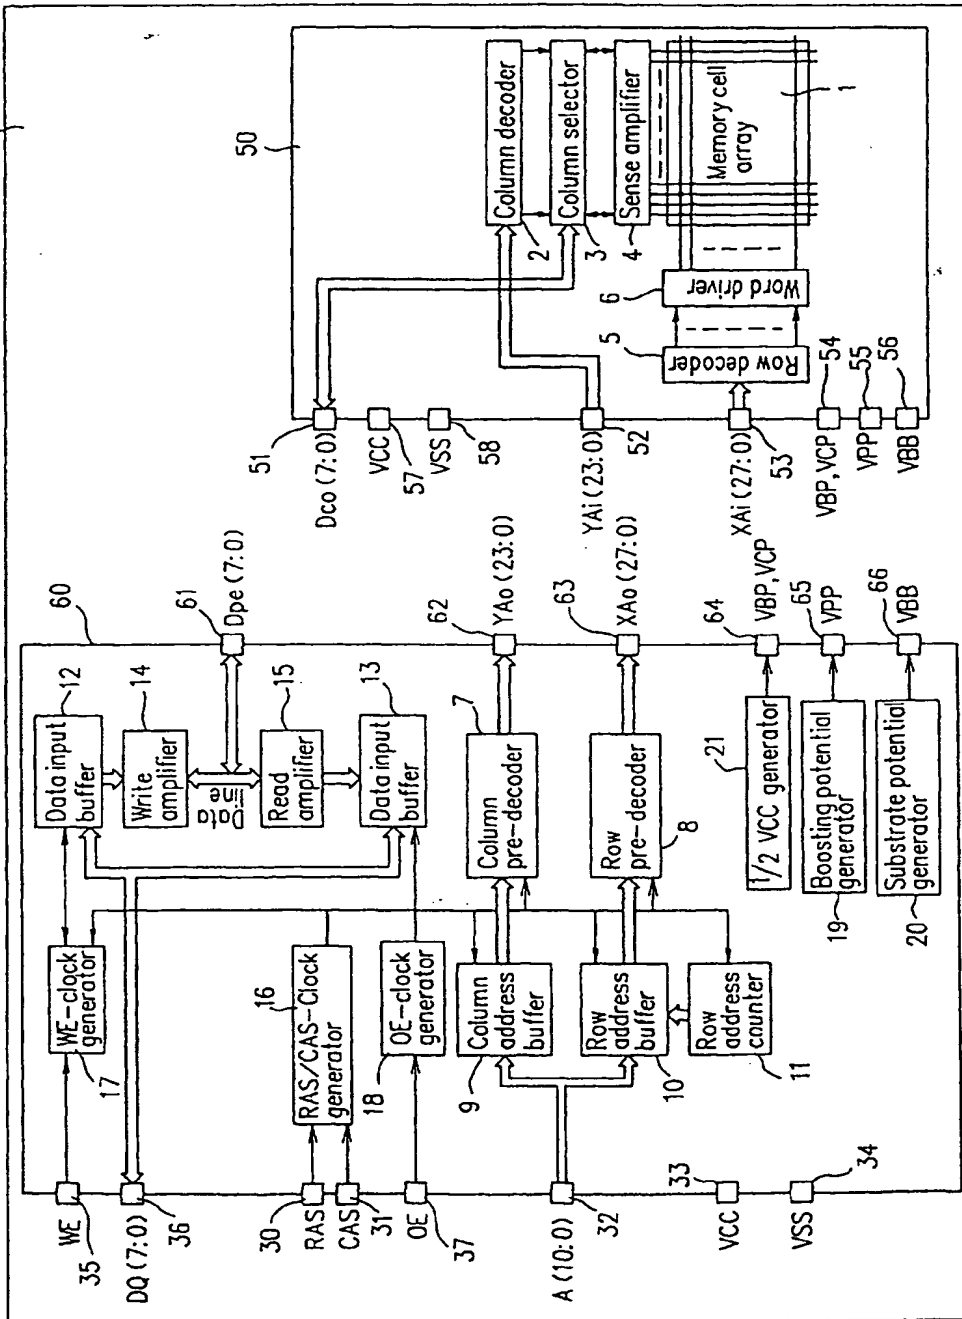 60
WE
35
DQ (7:0)
36
RAS
30
CAS
31
OE
37
A (10:0)
32
VCC
33
VSS
34
WE-clock
generator
17
RAS/CAS-Clock
generator
16
OE-clock
generator
18
Column
address
buffer
9
Row
address
buffer
10
Row
address
counter
11
Data input
buffer
12
Write
amplifier
14
Data
line
Read
amplifier
15
Data input
buffer
13
Column
pre-decoder
7
Row
pre-decoder
8
1/2 VCC generator
21
Boosting potential
generator
19
Substrate potential
generator
20
61
Dpe (7:0)
62
YAo (23:0)
63
XAo (27:0)
64
VBP, VCP
65
VPP
66
VBB
50
51
Dco (7:0)
VCC
57
VSS
58
YAi (23:0)
52
XAi (27:0)
53
VBP, VCP
54
VPP
55
VBB
56
Column decoder
2
Column selector
3
Sense amplifier
4
Row decoder
5
Word driver
6
Memory cell
array
1